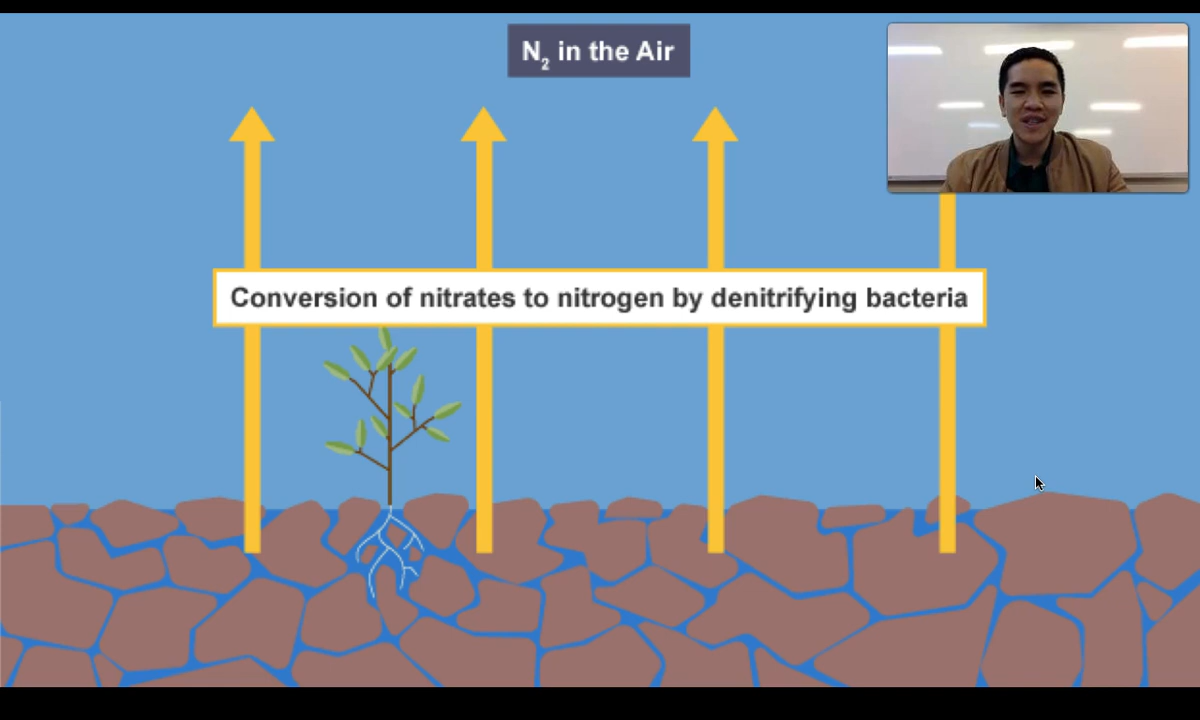 N₂ in the Air
Conversion of nitrates to nitrogen by denitrifying bacteria